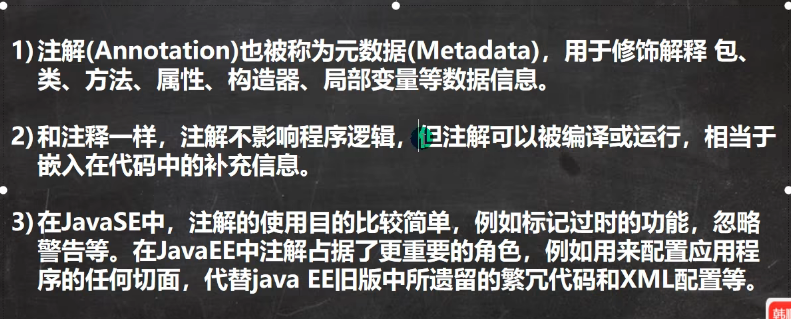 1) 注解(Annotation)也被称为元数据(Metadata)，用于修饰解释 包、
类、方法、属性、构造器、局部变量等数据信息。
2) 和注释一样，注解不影响程序逻辑，但注解可以被编译或运行，相当于
嵌入在代码中的补充信息。
3) 在JavaSE中，注解的使用目的比较简单，例如标记过时的功能，忽略
警告等。在JavaEE中注解占据了更重要的角色，例如用来配置应用程
序的任何切面，代替java EE旧版中所遗留的繁冗代码和XML配置等。